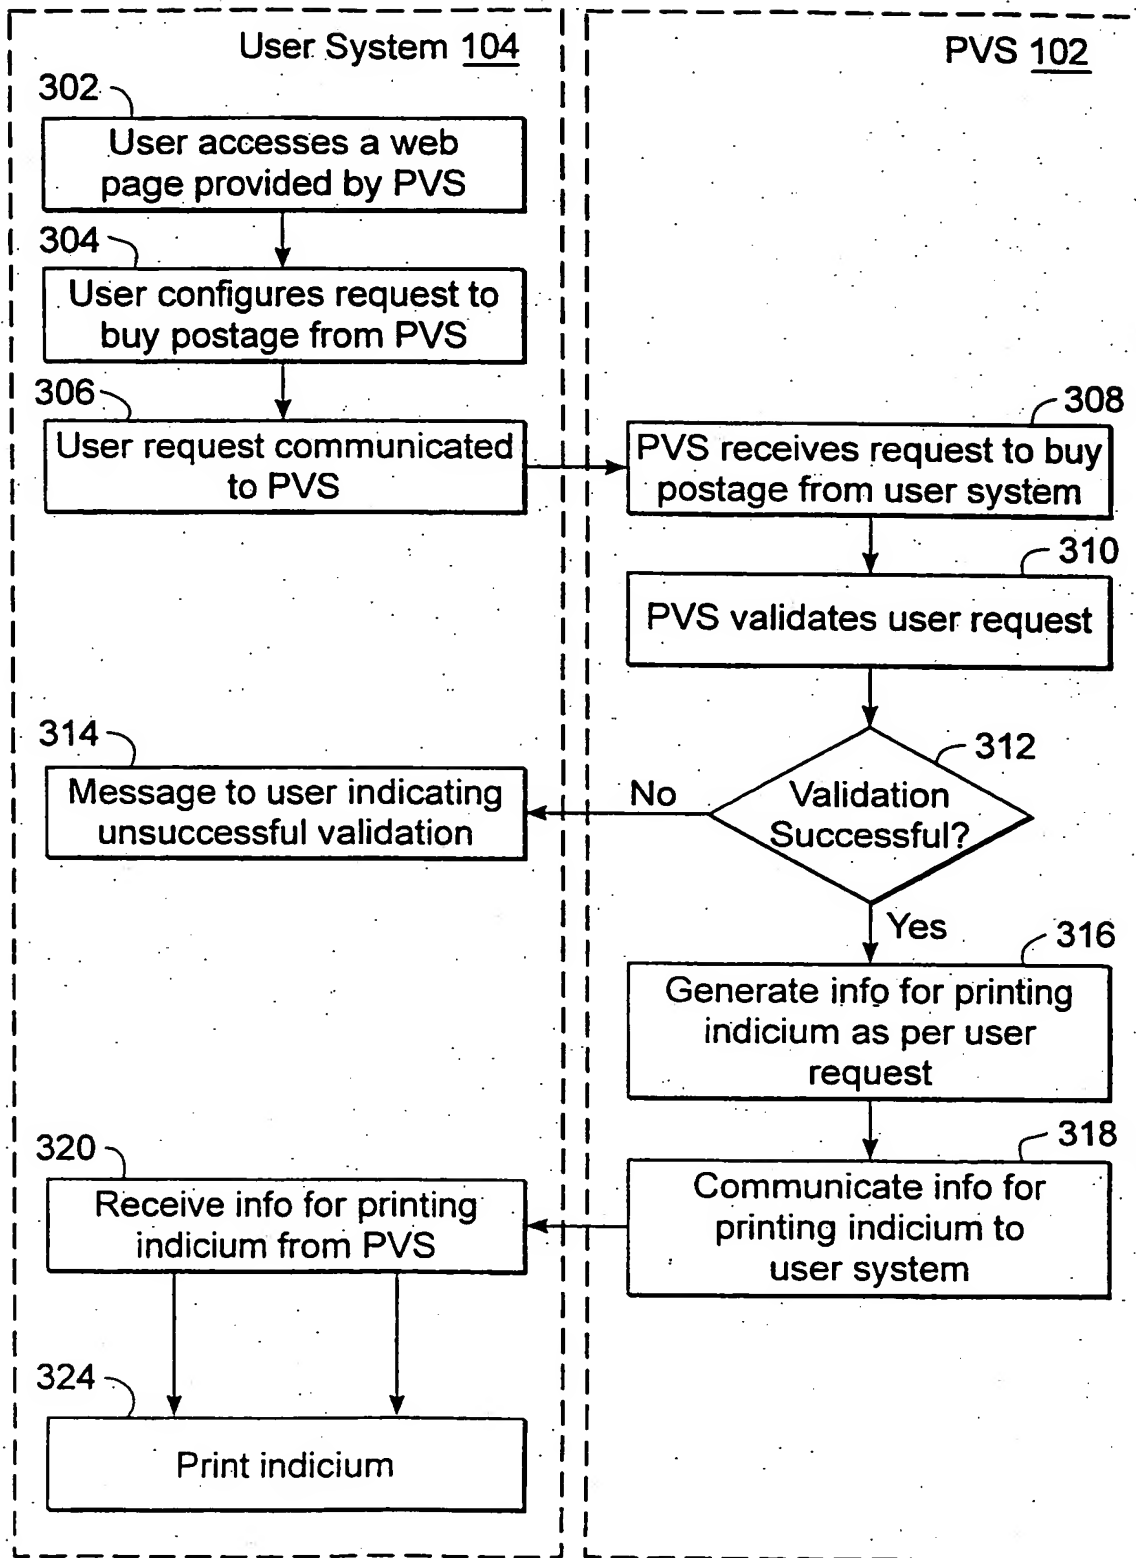 User System 104
PVS 102
302
User accesses a web
page provided by PVS
304
User configures request to
buy postage from PVS
306
User request communicated
to PVS
308
PVS receives request to buy
postage from user system
310
PVS validates user request
312
Validation
Successful?
No
314
Message to user indicating
unsuccessful validation
Yes
316
Generate info for printing
indicium as per user
request
318
Communicate info for
printing indicium to
user system
320
Receive info for printing
indicium from PVS
324
Print indicium